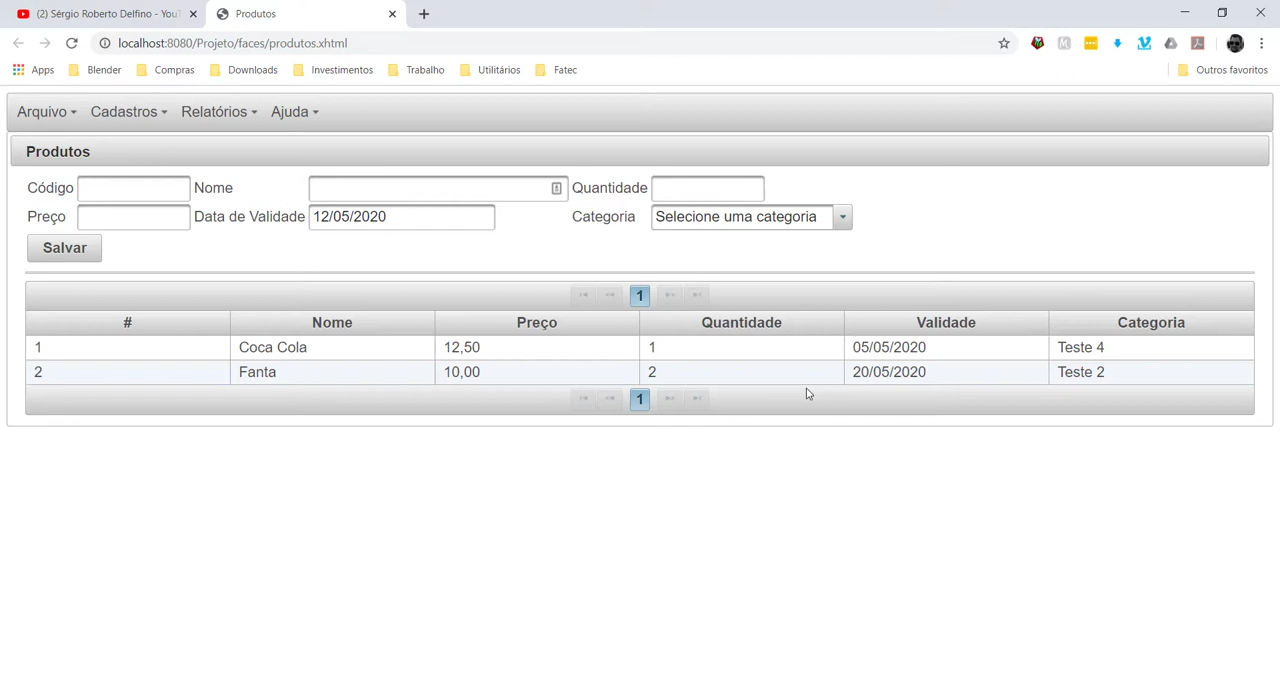 (2) Sérgio Roberto Delfino - YouT
Produtos
localhost:8080/Projeto/faces/produtos.xhtml
Apps Blender Compras Downloads Investimentos Trabalho Utilitários Fatec Outros favoritos
Arquivo Cadastros Relatórios Ajuda
Produtos
Código Nome Quantidade
Preço Data de Validade 12/05/2020 Categoria Selecione uma categoria
Salvar
1
# Nome Preço Quantidade Validade Categoria
1 Coca Cola 12,50 1 05/05/2020 Teste 4
2 Fanta 10,00 2 20/05/2020 Teste 2
1